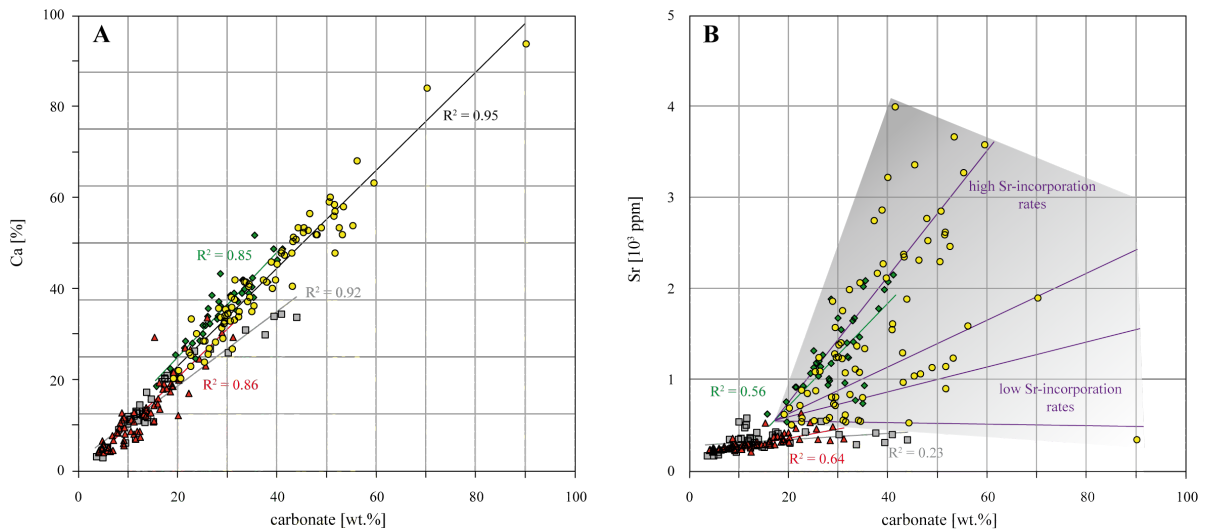 A
100
80
60
40
20
0
Ca [%]
R² = 0.95
R² = 0.85
R² = 0.92
R² = 0.86
0 20 40 60 80 100
carbonate [wt.%]
B
5
4
3
2
1
0
Sr [10³ ppm]
high Sr-incorporation
rates
low Sr-incorporation
rates
R² = 0.56
R² = 0.64
R² = 0.23
0 20 40 60 80 100
carbonate [wt.%]